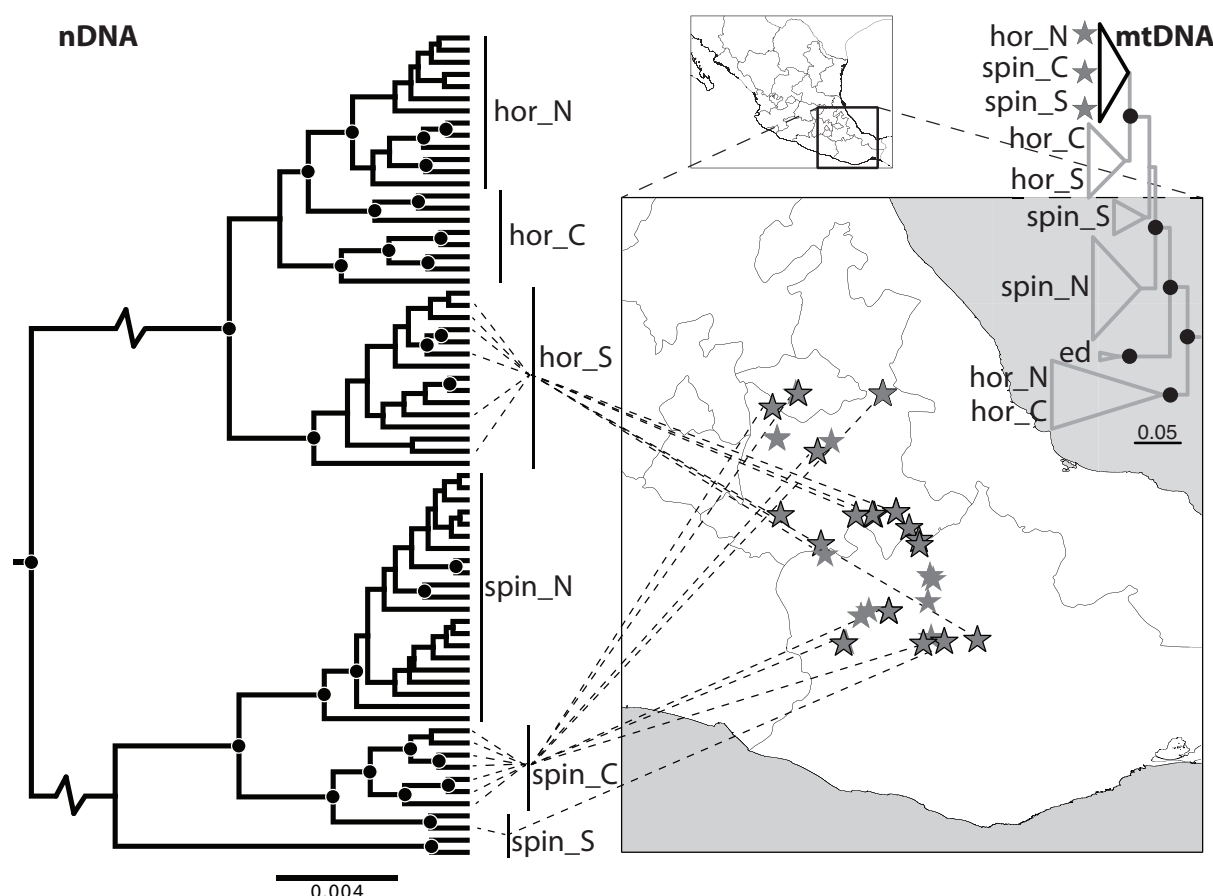 nDNA
hor_N
hor_C
hor_S
spin_N
spin_C
spin_S
0.004
mtDNA
hor_N
spin_C
spin_S
hor_C
hor_S
spin_S
spin_N
ed
hor_N
hor_C
0.05